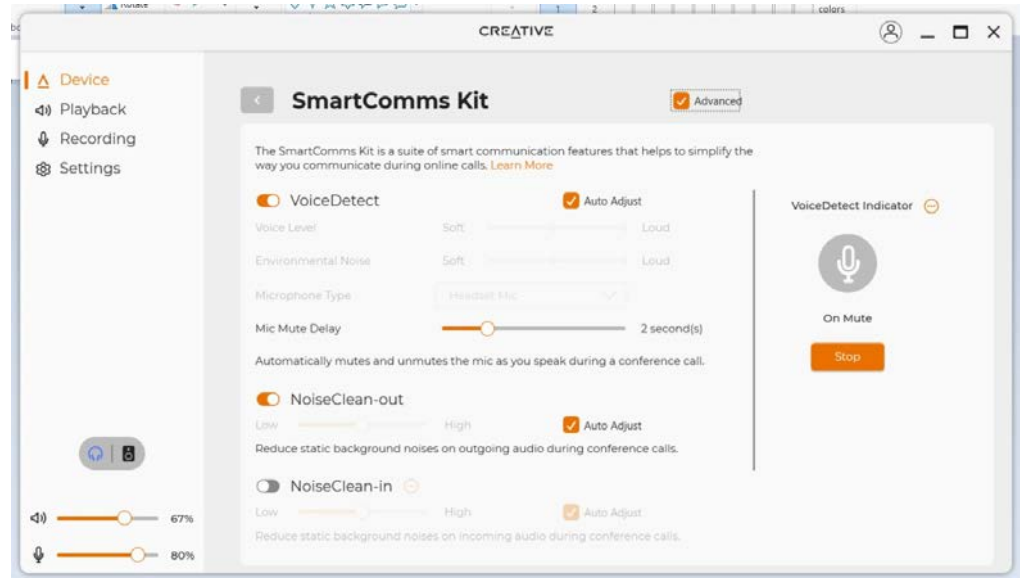 Rotate
1 2
colors
CREATIVE
Device
Playback
Recording
Settings
67%
80%
SmartComms Kit
Advanced
The SmartComms Kit is a suite of smart communication features that helps to simplify the
way you communicate during online calls. Learn More
VoiceDetect
Auto Adjust
Voice Level Soft Loud
Environmental Noise Soft Loud
Microphone Type Headset Mic
Mic Mute Delay 2 second(s)
Automatically mutes and unmutes the mic as you speak during a conference call.
NoiseClean-out
Low High Auto Adjust
Reduce static background noises on outgoing audio during conference calls.
NoiseClean-in
Low High Auto Adjust
Reduce static background noises on incoming audio during conference calls.
VoiceDetect Indicator
On Mute
Stop